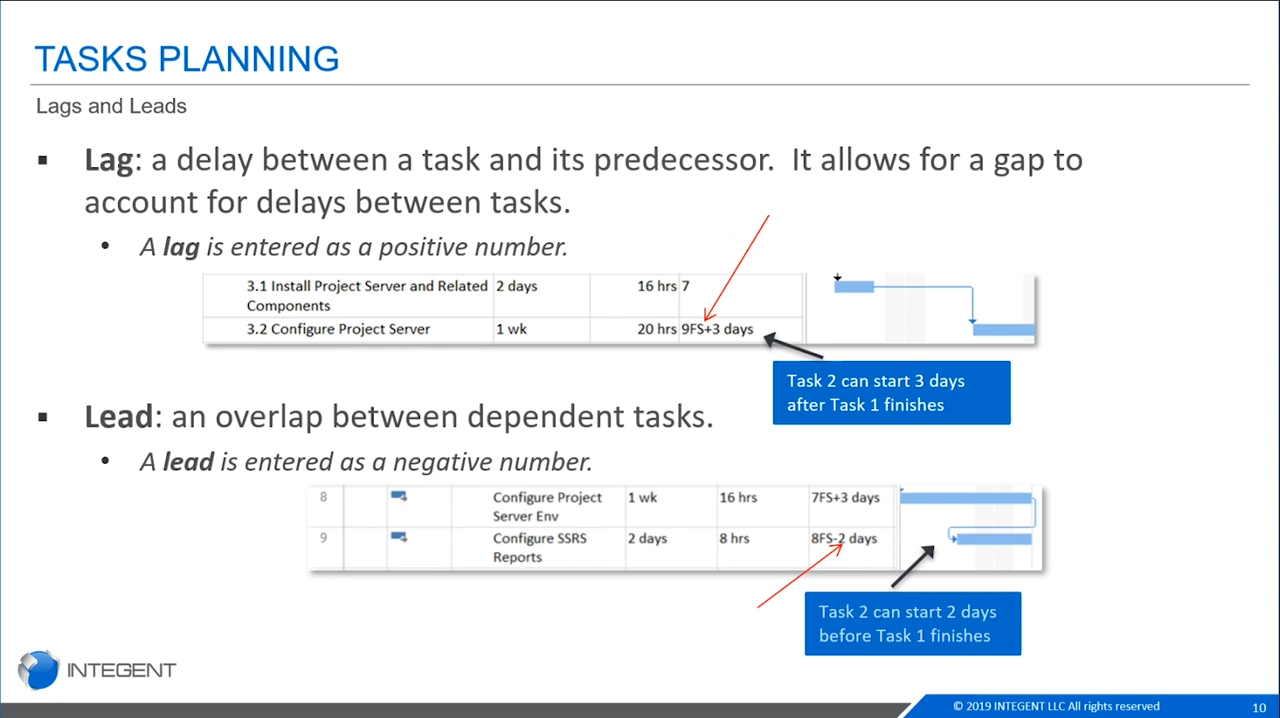 TASKS PLANNING
Lags and Leads
▪ Lag: a delay between a task and its predecessor. It allows for a gap to
account for delays between tasks.
• A lag is entered as a positive number.
3.1 Install Project Server and Related 2 days 16 hrs 7
Components
3.2 Configure Project Server 1 wk 20 hrs 9FS+3 days
Task 2 can start 3 days
after Task 1 finishes
▪ Lead: an overlap between dependent tasks.
• A lead is entered as a negative number.
8 Configure Project 1 wk 16 hrs 7FS+3 days
Server Env
9 Configure SSRS 2 days 8 hrs 8FS-2 days
Reports
Task 2 can start 2 days
before Task 1 finishes
INTEGENT
© 2019 INTEGENT LLC All rights reserved 10